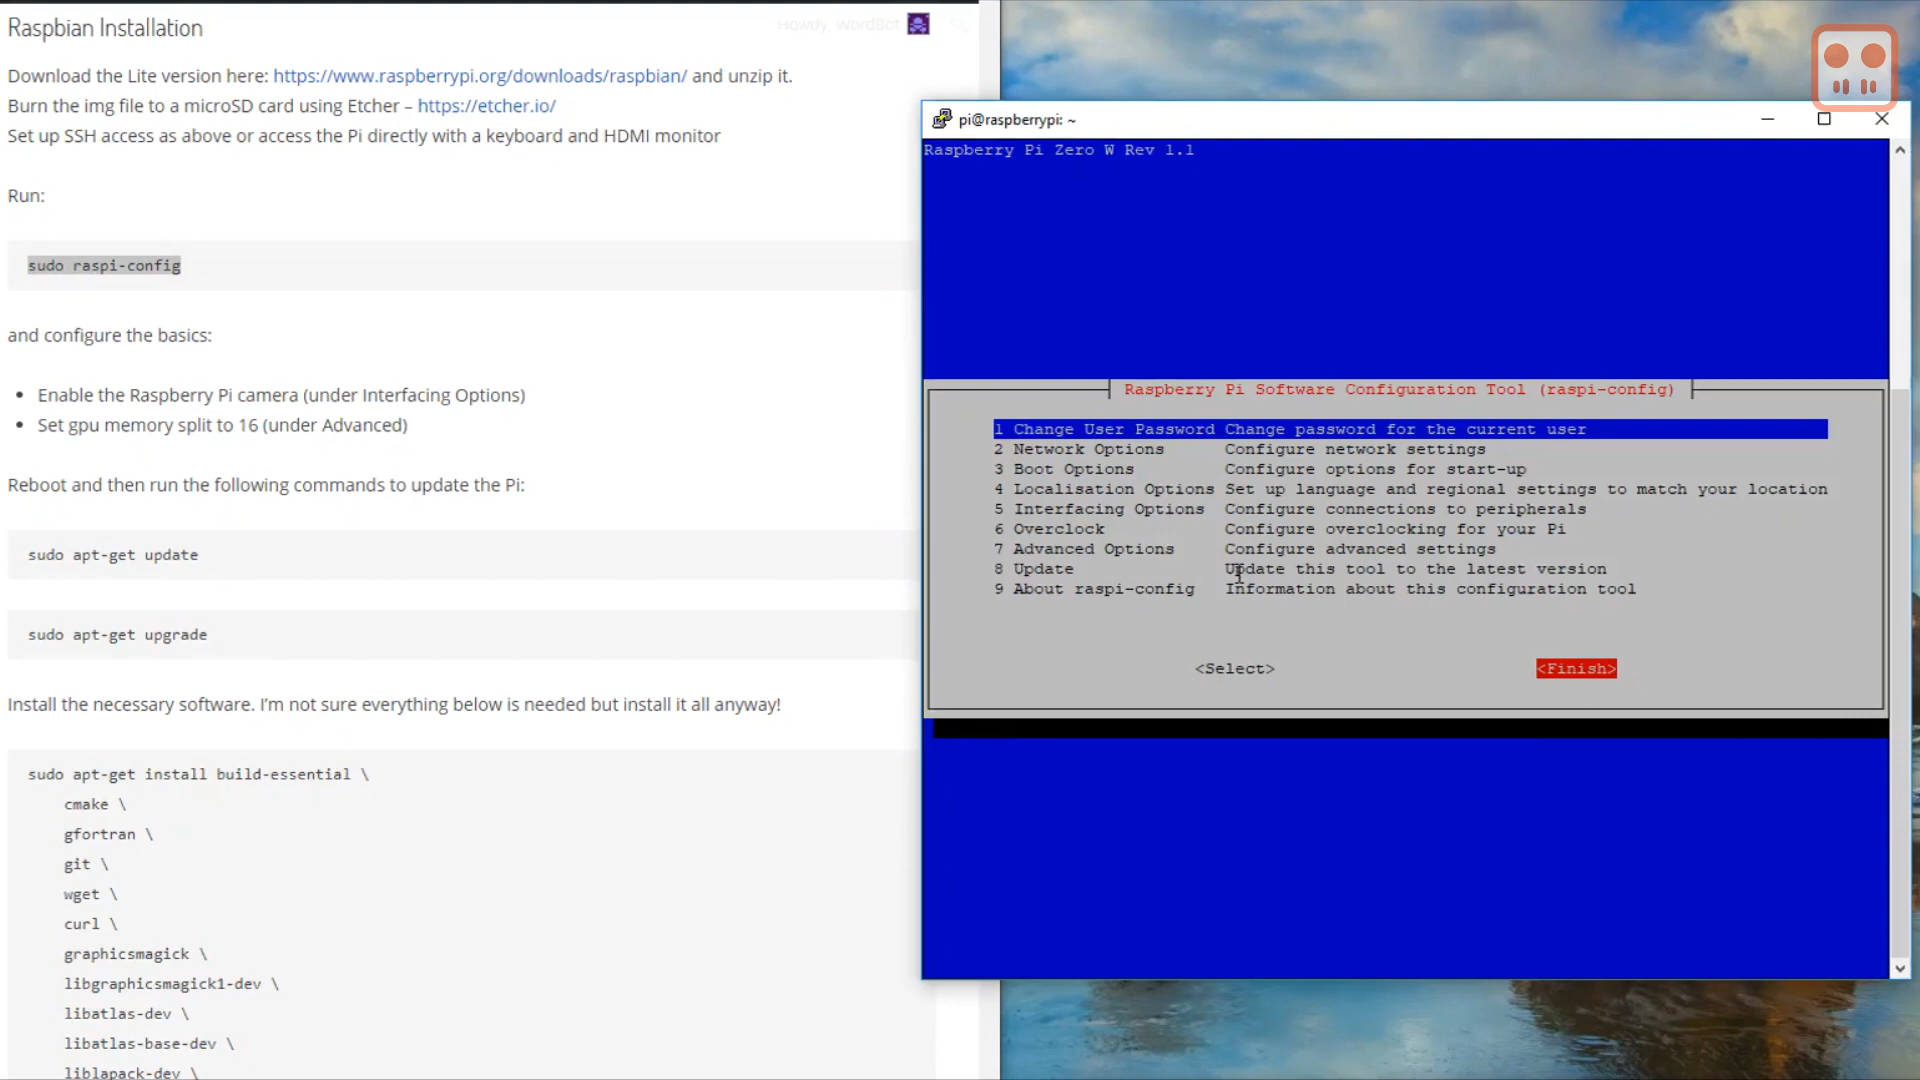 Raspbian Installation
Howdy, WordBot
Download the Lite version here: https://www.raspberrypi.org/downloads/raspbian/ and unzip it.
Burn the img file to a microSD card using Etcher – https://etcher.io/
Set up SSH access as above or access the Pi directly with a keyboard and HDMI monitor
Run:
sudo raspi-config
and configure the basics:
• Enable the Raspberry Pi camera (under Interfacing Options)
• Set gpu memory split to 16 (under Advanced)
Reboot and then run the following commands to update the Pi:
sudo apt-get update
sudo apt-get upgrade
Install the necessary software. I’m not sure everything below is needed but install it all anyway!
sudo apt-get install build-essential \
cmake \
gfortran \
git \
wget \
curl \
graphicsmagick \
libgraphicsmagick1-dev \
libatlas-dev \
libatlas-base-dev \
liblapack-dev \
pi@raspberrypi: ~
Raspberry Pi Zero W Rev 1.1
Raspberry Pi Software Configuration Tool (raspi-config)
1 Change User Password Change password for the current user
2 Network Options Configure network settings
3 Boot Options Configure options for start-up
4 Localisation Options Set up language and regional settings to match your location
5 Interfacing Options Configure connections to peripherals
6 Overclock Configure overclocking for your Pi
7 Advanced Options Configure advanced settings
8 Update Update this tool to the latest version
9 About raspi-config Information about this configuration tool
<Select> <Finish>